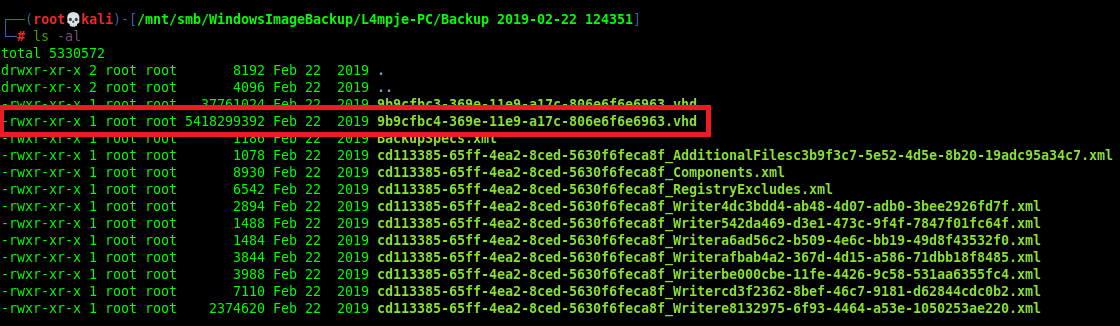 (root💀kali)-[/mnt/smb/WindowsImageBackup/L4mpje-PC/Backup 2019-02-22 124351]
# ls -al
total 5330572
drwxr-xr-x 2 root root 8192 Feb 22 2019 .
drwxr-xr-x 2 root root 4096 Feb 22 2019 ..
-rwxr-xr-x 1 root root 37761024 Feb 22 2019 9b9cfbc3-369e-11e9-a17c-806e6f6e6963.vhd
-rwxr-xr-x 1 root root 5418299392 Feb 22 2019 9b9cfbc4-369e-11e9-a17c-806e6f6e6963.vhd
-rwxr-xr-x 1 root root 1186 Feb 22 2019 BackupSpecs.xml
-rwxr-xr-x 1 root root 1078 Feb 22 2019 cd113385-65ff-4ea2-8ced-5630f6feca8f_AdditionalFilesc3b9f3c7-5e52-4d5e-8b20-19adc95a34c7.xml
-rwxr-xr-x 1 root root 8930 Feb 22 2019 cd113385-65ff-4ea2-8ced-5630f6feca8f_Components.xml
-rwxr-xr-x 1 root root 6542 Feb 22 2019 cd113385-65ff-4ea2-8ced-5630f6feca8f_RegistryExcludes.xml
-rwxr-xr-x 1 root root 2894 Feb 22 2019 cd113385-65ff-4ea2-8ced-5630f6feca8f_Writer4dc3bdd4-ab48-4d07-adb0-3bee2926fd7f.xml
-rwxr-xr-x 1 root root 1488 Feb 22 2019 cd113385-65ff-4ea2-8ced-5630f6feca8f_Writer542da469-d3e1-473c-9f4f-7847f01fc64f.xml
-rwxr-xr-x 1 root root 1484 Feb 22 2019 cd113385-65ff-4ea2-8ced-5630f6feca8f_Writera6ad56c2-b509-4e6c-bb19-49d8f43532f0.xml
-rwxr-xr-x 1 root root 3844 Feb 22 2019 cd113385-65ff-4ea2-8ced-5630f6feca8f_Writerafbab4a2-367d-4d15-a586-71dbb18f8485.xml
-rwxr-xr-x 1 root root 3988 Feb 22 2019 cd113385-65ff-4ea2-8ced-5630f6feca8f_Writerbe000cbe-11fe-4426-9c58-531aa6355fc4.xml
-rwxr-xr-x 1 root root 7110 Feb 22 2019 cd113385-65ff-4ea2-8ced-5630f6feca8f_Writercd3f2362-8bef-46c7-9181-d62844cdc0b2.xml
-rwxr-xr-x 1 root root 2374620 Feb 22 2019 cd113385-65ff-4ea2-8ced-5630f6feca8f_Writere8132975-6f93-4464-a53e-1050253ae220.xml